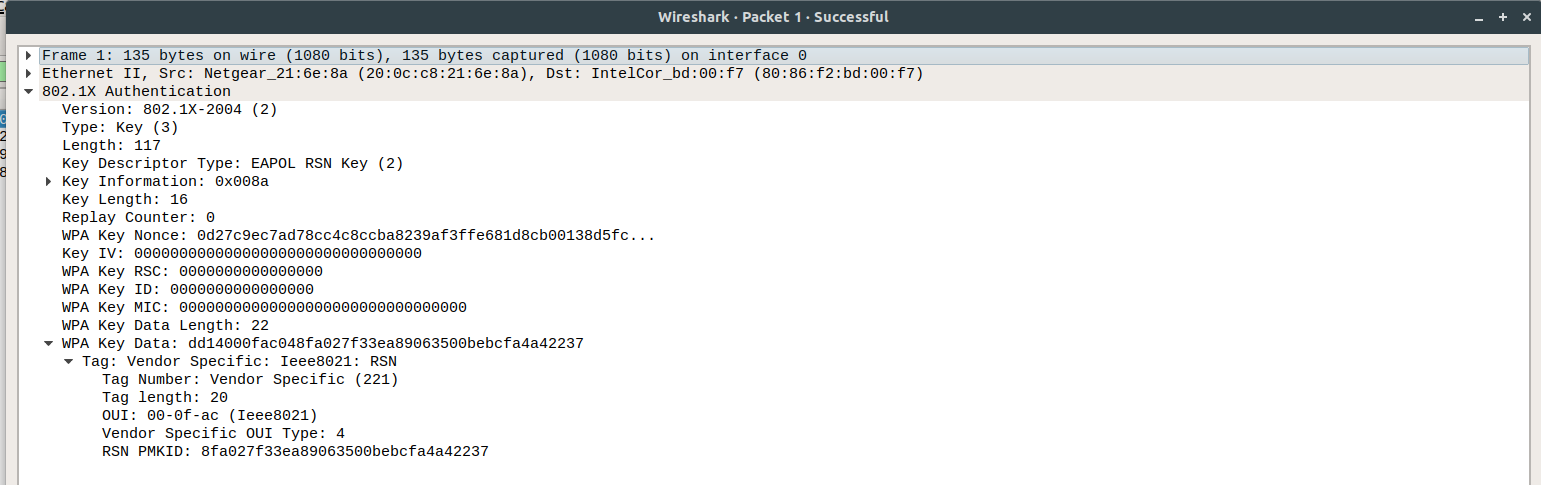 Wireshark · Packet 1 · Successful
Frame 1: 135 bytes on wire (1080 bits), 135 bytes captured (1080 bits) on interface 0
Ethernet II, Src: Netgear_21:6e:8a (20:0c:c8:21:6e:8a), Dst: IntelCor_bd:00:f7 (80:86:f2:bd:00:f7)
802.1X Authentication
Version: 802.1X-2004 (2)
Type: Key (3)
Length: 117
Key Descriptor Type: EAPOL RSN Key (2)
Key Information: 0x008a
Key Length: 16
Replay Counter: 0
WPA Key Nonce: 0d27c9ec7ad78cc4c8ccba8239af3ffe681d8cb00138d5fc...
Key IV: 00000000000000000000000000000000
WPA Key RSC: 0000000000000000
WPA Key ID: 0000000000000000
WPA Key MIC: 00000000000000000000000000000000
WPA Key Data Length: 22
WPA Key Data: dd14000fac048fa027f33ea89063500bebcfa4a42237
Tag: Vendor Specific: Ieee8021: RSN
Tag Number: Vendor Specific (221)
Tag length: 20
OUI: 00-0f-ac (Ieee8021)
Vendor Specific OUI Type: 4
RSN PMKID: 8fa027f33ea89063500bebcfa4a42237